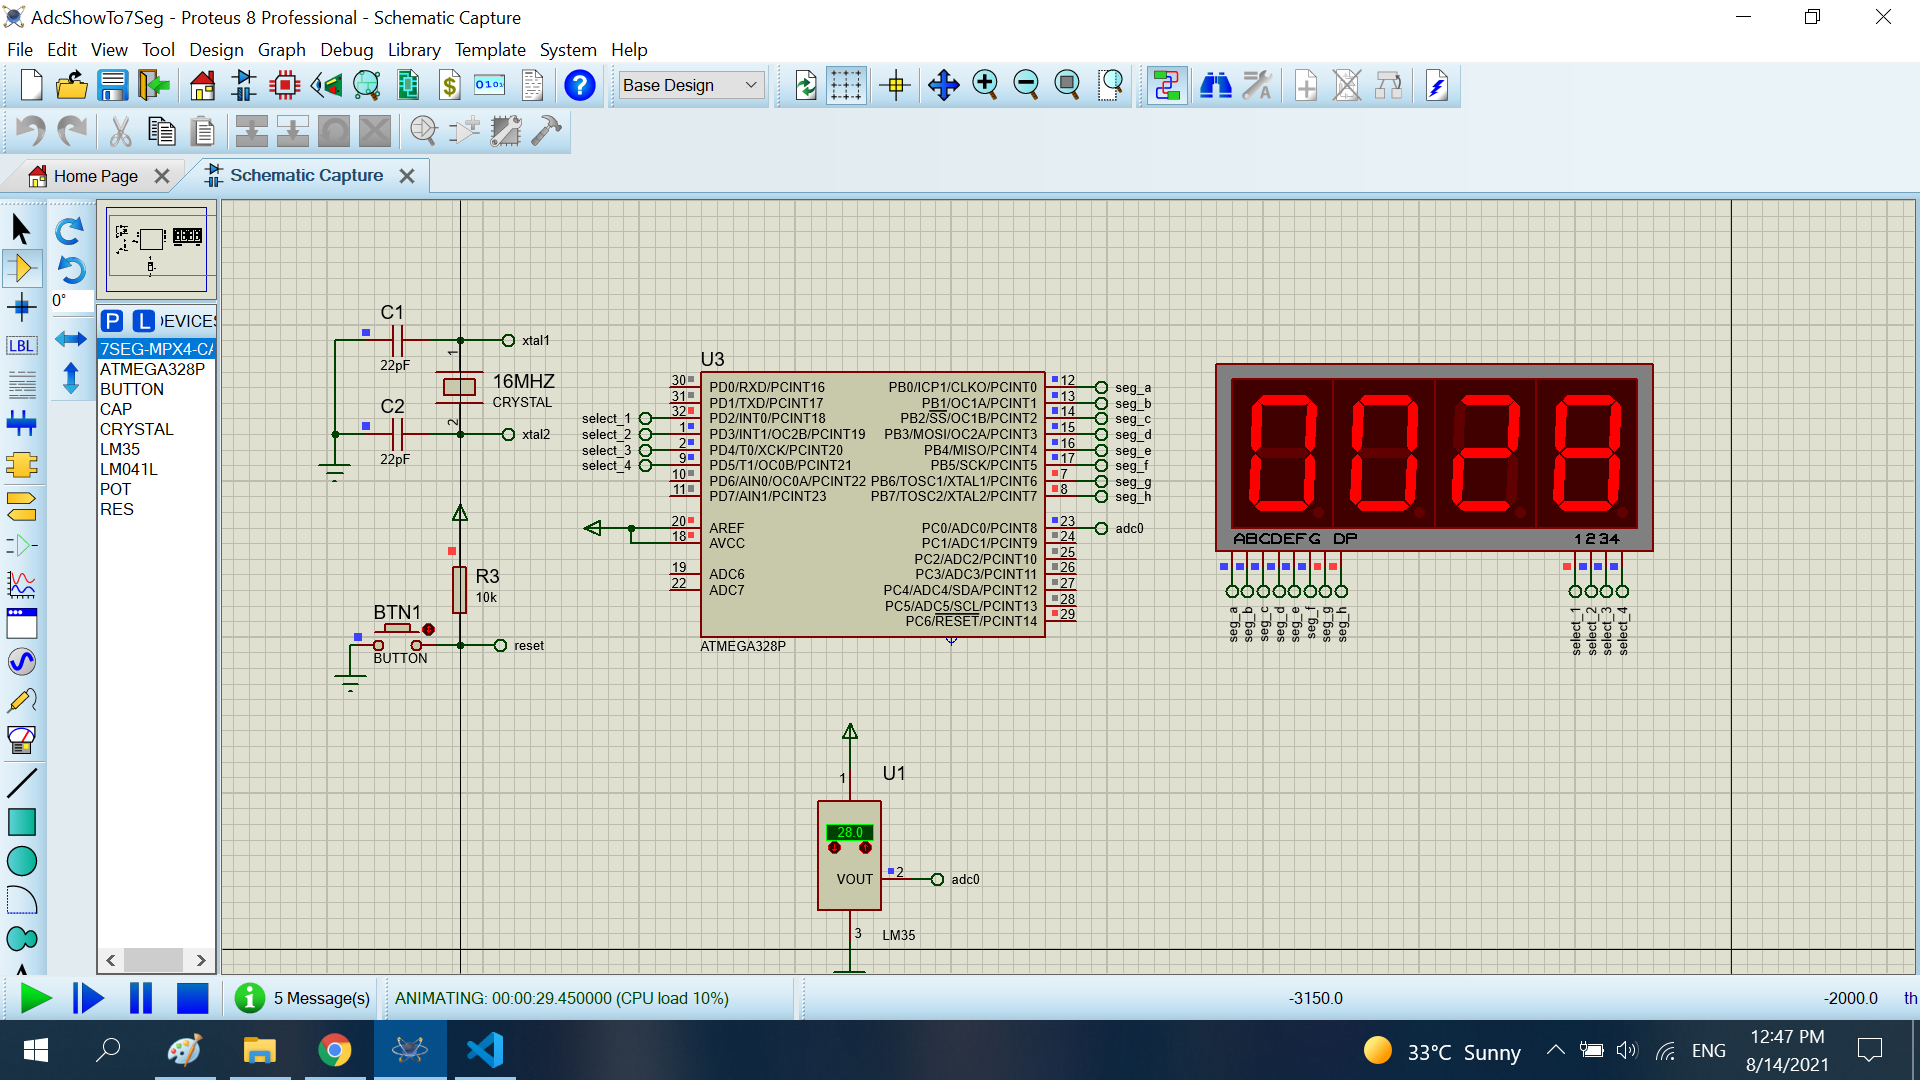 AdcShowTo7Seg - Proteus 8 Professional - Schematic Capture
File Edit View Tool Design Graph Debug Library Template System Help
Base Design
Home Page
Schematic Capture
0°
P L DEVICES
7SEG-MPX4-CA
ATMEGA328P
BUTTON
CAP
CRYSTAL
LM35
LM041L
POT
RES
LBL
C1
22pF
xtal1
1
16MHZ
CRYSTAL
C2
22pF
2
xtal2
R3
10k
BTN1
BUTTON
reset
U3
30 PD0/RXD/PCINT16 PB0/ICP1/CLKO/PCINT0 12 seg_a
31 PD1/TXD/PCINT17 PB1/OC1A/PCINT1 13 seg_b
select_1 32 PD2/INT0/PCINT18 PB2/SS/OC1B/PCINT2 14 seg_c
select_2 1 PD3/INT1/OC2B/PCINT19 PB3/MOSI/OC2A/PCINT3 15 seg_d
select_3 2 PD4/T0/XCK/PCINT20 PB4/MISO/PCINT4 16 seg_e
select_4 9 PD5/T1/OC0B/PCINT21 PB5/SCK/PCINT5 17 seg_f
10 PD6/AIN0/OC0A/PCINT22 PB6/TOSC1/XTAL1/PCINT6 7 seg_g
11 PD7/AIN1/PCINT23 PB7/TOSC2/XTAL2/PCINT7 8 seg_h
20 AREF PC0/ADC0/PCINT8 23 adc0
18 AVCC PC1/ADC1/PCINT9 24
PC2/ADC2/PCINT10 25
19 ADC6 PC3/ADC3/PCINT11 26
22 ADC7 PC4/ADC4/SDA/PCINT12 27
PC5/ADC5/SCL/PCINT13 28
PC6/RESET/PCINT14 29
ATMEGA328P
0028
ABCDEFG DP 1234
seg_a
seg_b
seg_c
seg_d
seg_e
seg_f
seg_g
seg_h
select_1
select_2
select_3
select_4
1
U1
28.0
VOUT
2
adc0
3
LM35
5 Message(s)
ANIMATING: 00:00:29.450000 (CPU load 10%)
-3150.0
-2000.0
th
33°C Sunny
ENG
12:47 PM
8/14/2021